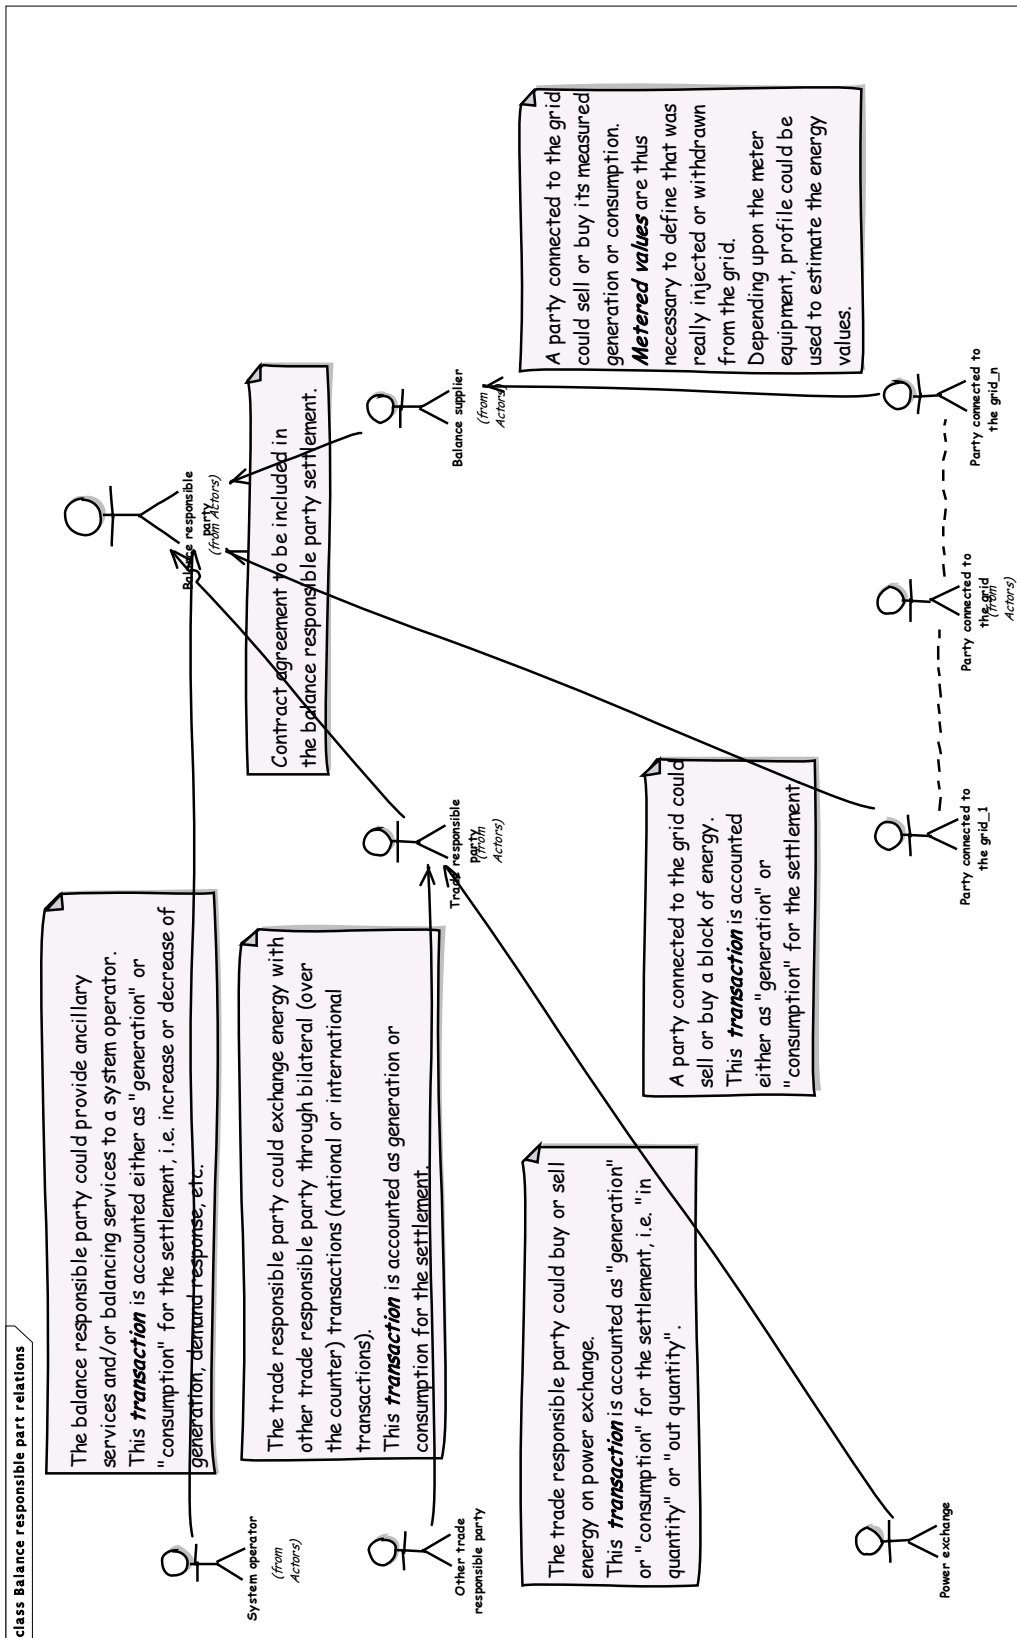 class Balance responsible part relations
The balance responsible party could provide ancillary
services and/or balancing services to a system operator.
This transaction is accounted either as "generation" or
"consumption" for the settlement, i.e. increase or decrease of
generation, demand response, etc.
Balance responsible
party
(from Actors)
System operator
(from
Actors)
Contract agreement to be included in
the balance responsible party settlement.
The trade responsible party could exchange energy with
other trade responsible party through bilateral (over
the counter) transactions (national or international
transactions).
This transaction is accounted as generation or
consumption for the settlement.
Other trade
responsible party
Trade responsible
party
(from
Actors)
Balance supplier
(from
Actors)
The trade responsible party could buy or sell
energy on power exchange.
This transaction is accounted as "generation"
or "consumption" for the settlement, i.e. "in
quantity" or "out quantity".
A party connected to the grid could
sell or buy a block of energy.
This transaction is accounted
either as "generation" or
"consumption" for the settlement
A party connected to the grid
could sell or buy its measured
generation or consumption.
Metered values are thus
necessary to define that was
really injected or withdrawn
from the grid.
Depending upon the meter
equipment, profile could be
used to estimate the energy
values.
Power exchange
Party connected to
the grid_1
Party connected to
the grid
(from
Actors)
Party connected to
the grid_n